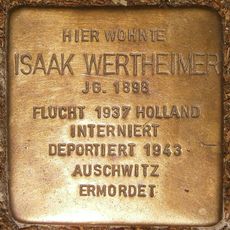 HIER WOHNTE
ISAAK WERTHEIMER
JG. 1898
FLUCHT 1937 HOLLAND
INTERNIERT
DEPORTIERT 1943
AUSCHWITZ
ERMORDET